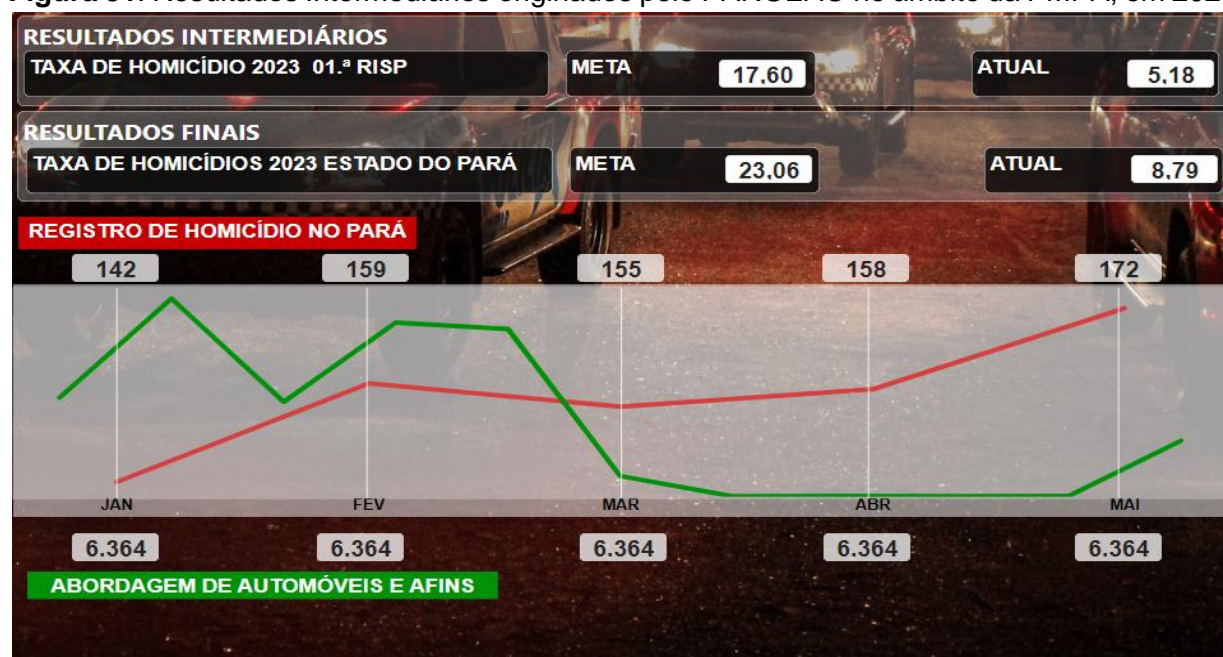 RESULTADOS INTERMEDIÁRIOS
TAXA DE HOMICÍDIO 2023 01.ª RISP META 17,60 ATUAL 5,18
RESULTADOS FINAIS
TAXA DE HOMICÍDIOS 2023 ESTADO DO PARÁ META 23,06 ATUAL 8,79
REGISTRO DE HOMICÍDIO NO PARÁ
142 159 155 158 172
JAN FEV MAR ABR MAI
6.364 6.364 6.364 6.364 6.364
ABORDAGEM DE AUTOMÓVEIS E AFINS